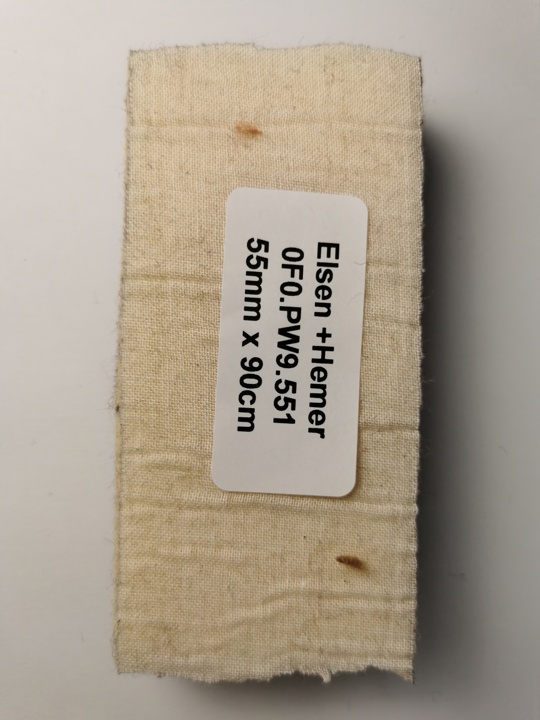 Elsen +Hemer
0F0.PW9.551
55mm x 90cm